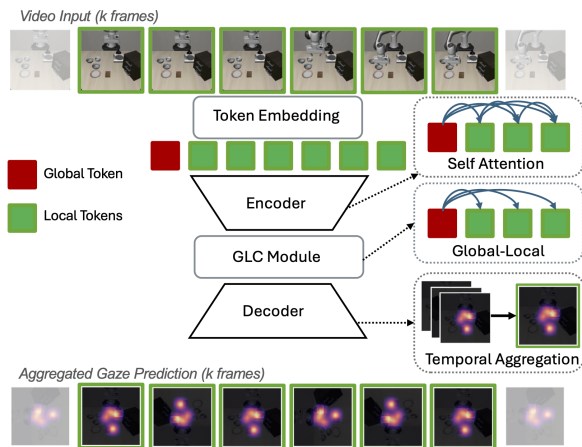 Video Input (k frames)
Token Embedding
Global Token
Local Tokens
Encoder
GLC Module
Decoder
Self Attention
Global-Local
Temporal Aggregation
Aggregated Gaze Prediction (k frames)